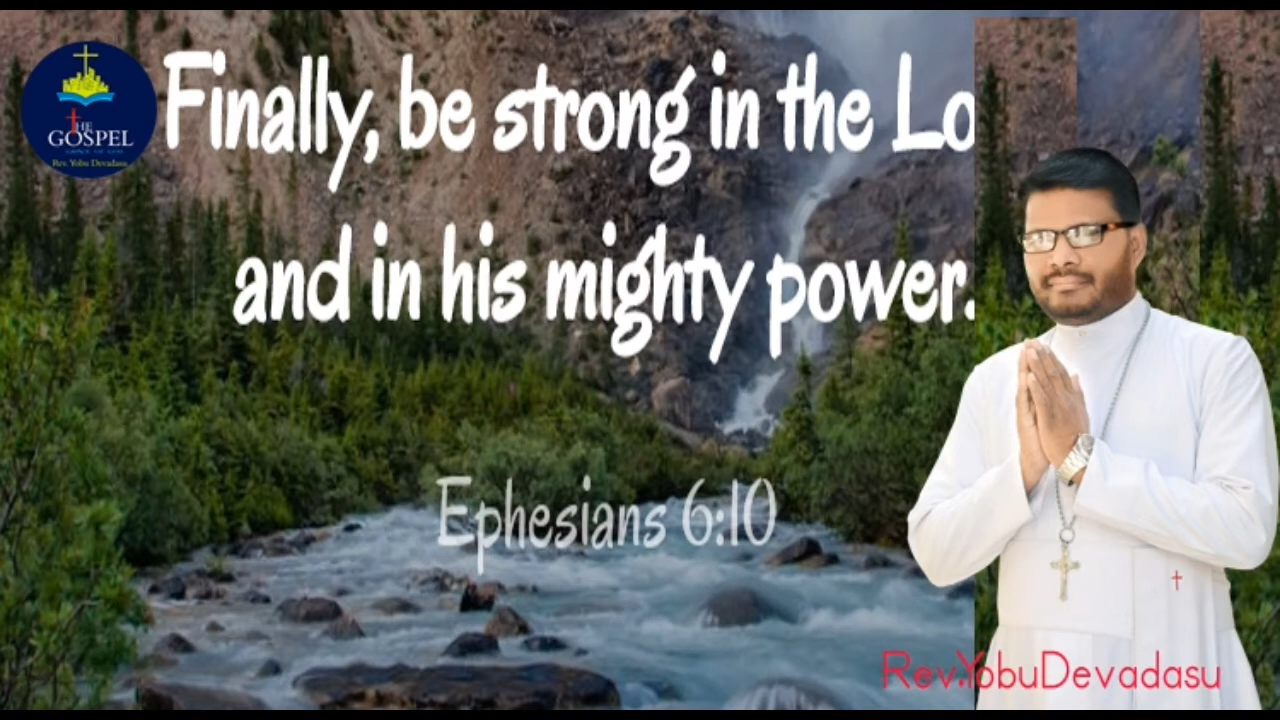 Finally, be strong in the Lo
and in his mighty power.
Ephesians 6:10
THE
GOSPEL
Rev. Yobu Devadasu
Rev.YobuDevadasu